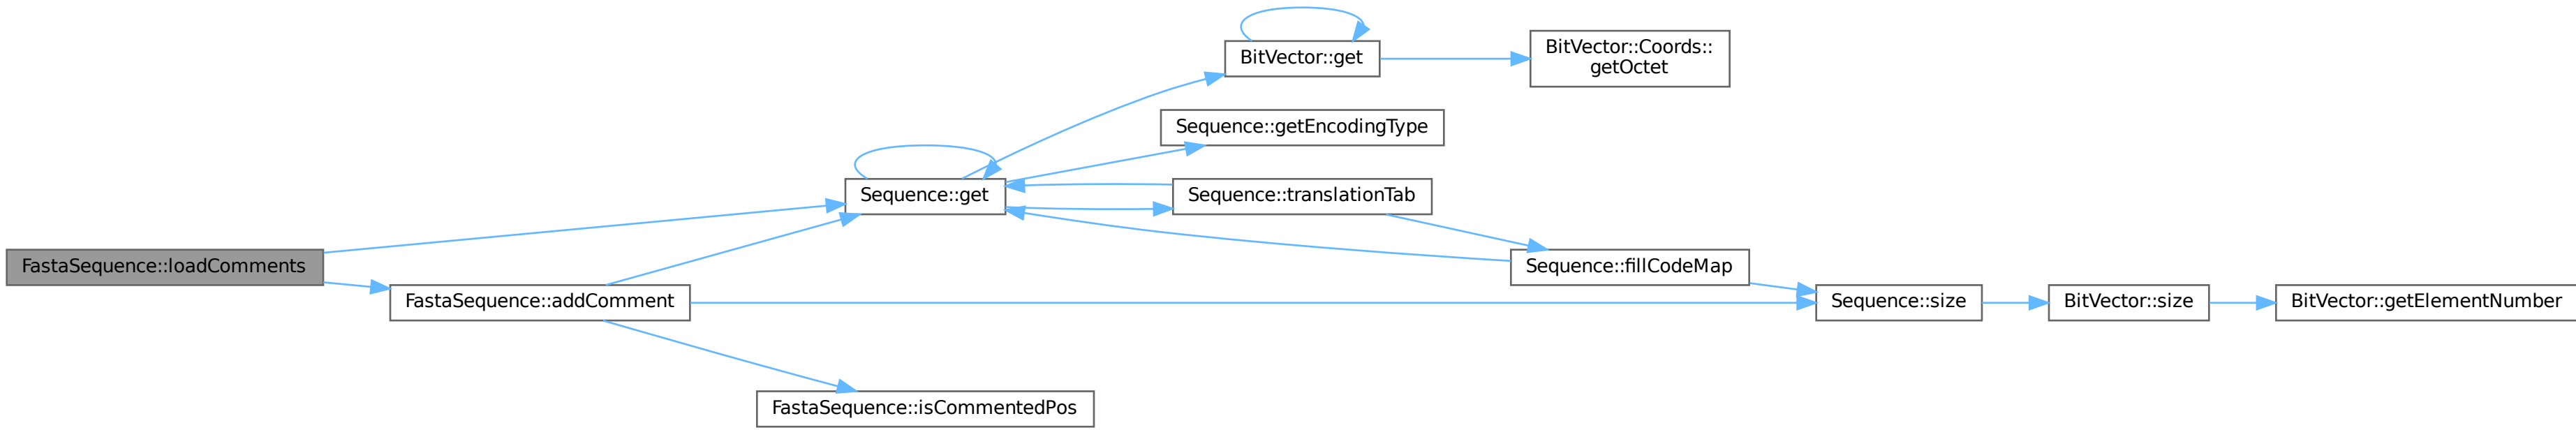 BitVector::get
BitVector::Coords::
getOctet
Sequence::getEncodingType
Sequence::get
Sequence::translationTab
FastaSequence::loadComments
Sequence::fillCodeMap
FastaSequence::addComment
Sequence::size
BitVector::size
BitVector::getElementNumber
FastaSequence::isCommentedPos